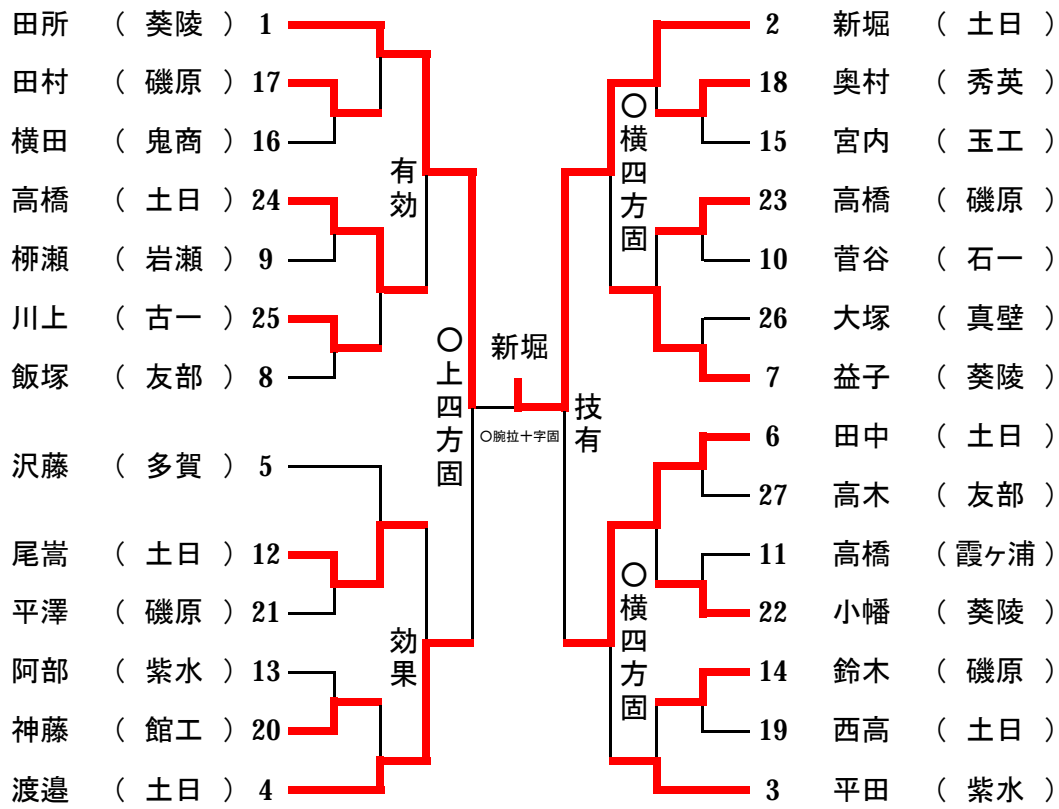 田所 （ 葵陵 ） 1
田村 （ 磯原 ） 17
横田 （ 鬼商 ） 16
高橋 （ 土日 ） 24
栁瀬 （ 岩瀬 ） 9
川上 （ 古一 ） 25
飯塚 （ 友部 ） 8
沢藤 （ 多賀 ） 5
尾嵩 （ 土日 ） 12
平澤 （ 磯原 ） 21
阿部 （ 紫水 ） 13
神藤 （ 館工 ） 20
渡邉 （ 土日 ） 4
有効
効果
〇上四方固
新堀
〇腕拉十字固
技有
〇横四方固
〇横四方固
2 新堀 （ 土日 ）
18 奥村 （ 秀英 ）
15 宮内 （ 玉工 ）
23 高橋 （ 磯原 ）
10 菅谷 （ 石一 ）
26 大塚 （ 真壁 ）
7 益子 （ 葵陵 ）
6 田中 （ 土日 ）
27 高木 （ 友部 ）
11 高橋 （ 霞ヶ浦 ）
22 小幡 （ 葵陵 ）
14 鈴木 （ 磯原 ）
19 西高 （ 土日 ）
3 平田 （ 紫水 ）